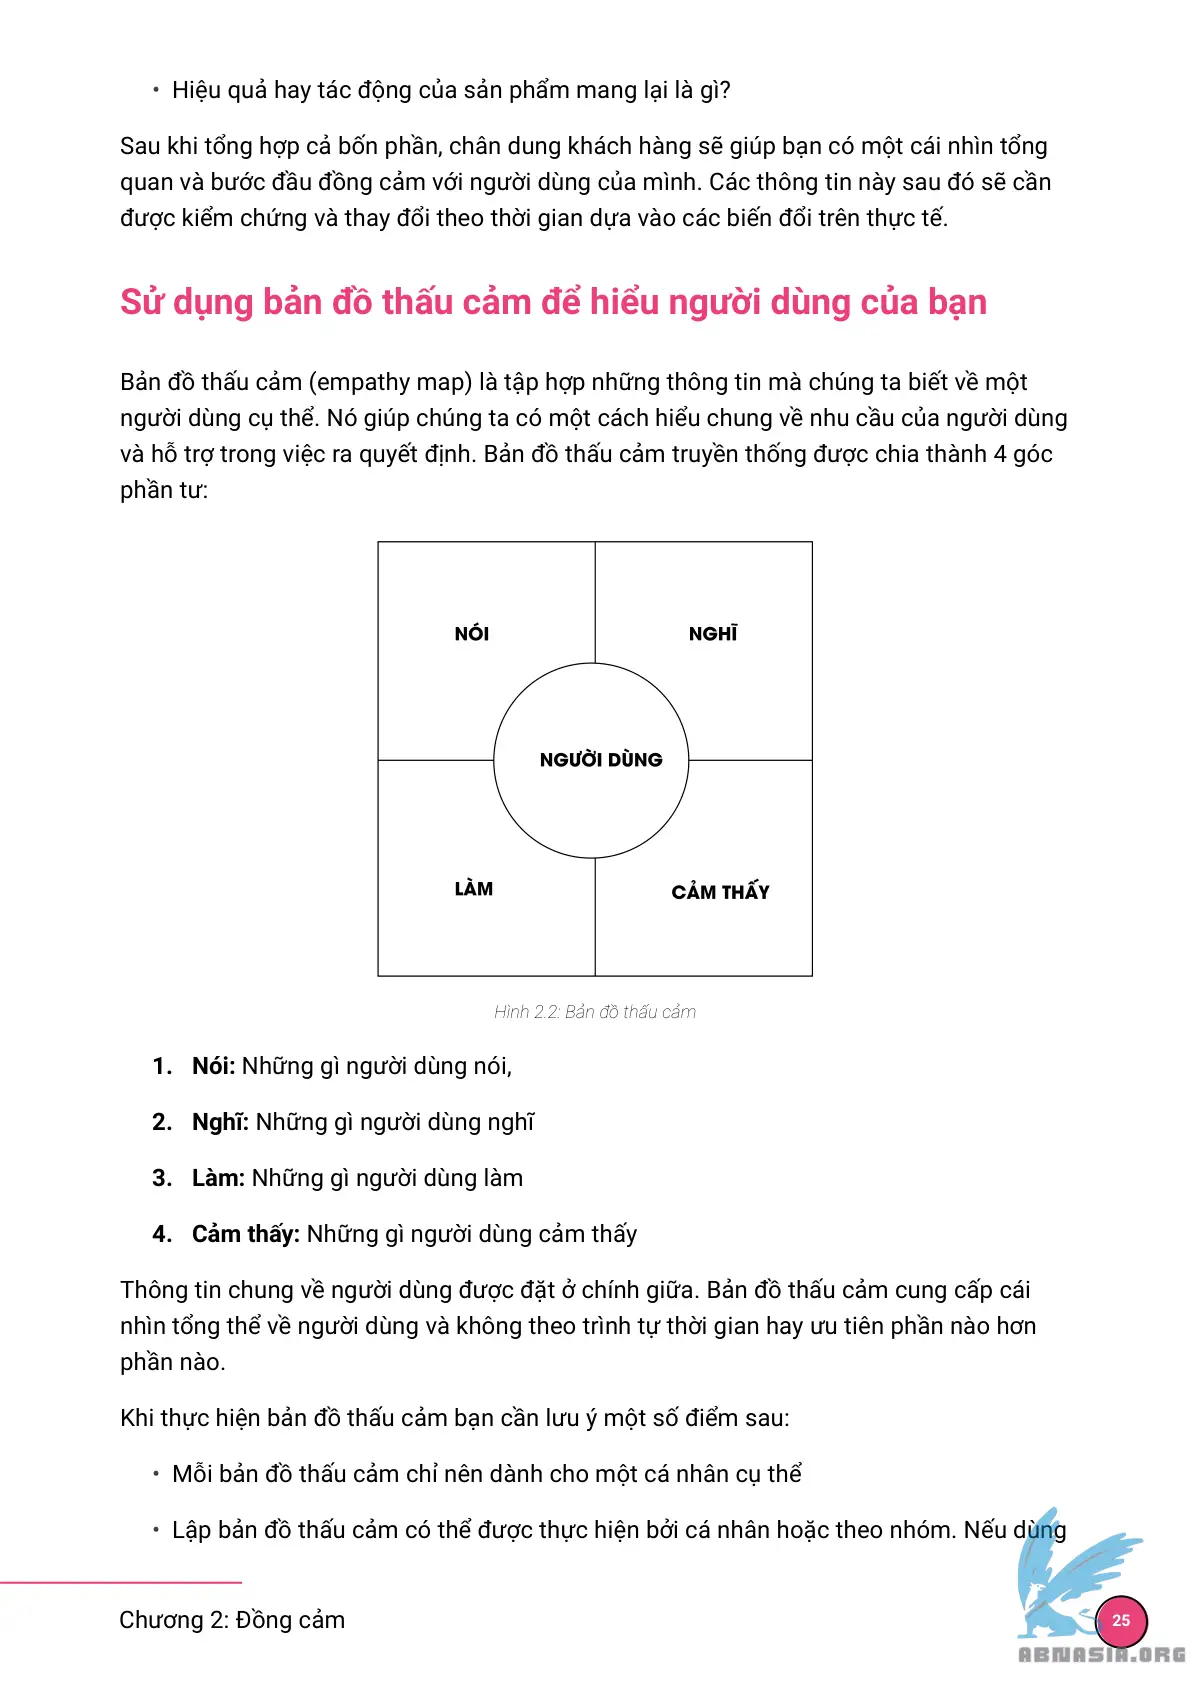 • Hiệu quả hay tác động của sản phẩm mang lại là gì?
Sau khi tổng hợp cả bốn phần, chân dung khách hàng sẽ giúp bạn có một cái nhìn tổng
quan và bước đầu đồng cảm với người dùng của mình. Các thông tin này sau đó sẽ cần
được kiểm chứng và thay đổi theo thời gian dựa vào các biến đổi trên thực tế.
Sử dụng bản đồ thấu cảm để hiểu người dùng của bạn
Bản đồ thấu cảm (empathy map) là tập hợp những thông tin mà chúng ta biết về một
người dùng cụ thể. Nó giúp chúng ta có một cách hiểu chung về nhu cầu của người dùng
và hỗ trợ trong việc ra quyết định. Bản đồ thấu cảm truyền thống được chia thành 4 góc
phần tư:
NÓI
NGHĨ
NGƯỜI DÙNG
LÀM
CẢM THẤY
Hình 2.2: Bản đồ thấu cảm
1. Nói: Những gì người dùng nói,
2. Nghĩ: Những gì người dùng nghĩ
3. Làm: Những gì người dùng làm
4. Cảm thấy: Những gì người dùng cảm thấy
Thông tin chung về người dùng được đặt ở chính giữa. Bản đồ thấu cảm cung cấp cái
nhìn tổng thể về người dùng và không theo trình tự thời gian hay ưu tiên phần nào hơn
phần nào.
Khi thực hiện bản đồ thấu cảm bạn cần lưu ý một số điểm sau:
• Mỗi bản đồ thấu cảm chỉ nên dành cho một cá nhân cụ thể
• Lập bản đồ thấu cảm có thể được thực hiện bởi cá nhân hoặc theo nhóm. Nếu dùng
Chương 2: Đồng cảm
25
ABNASIA.ORG